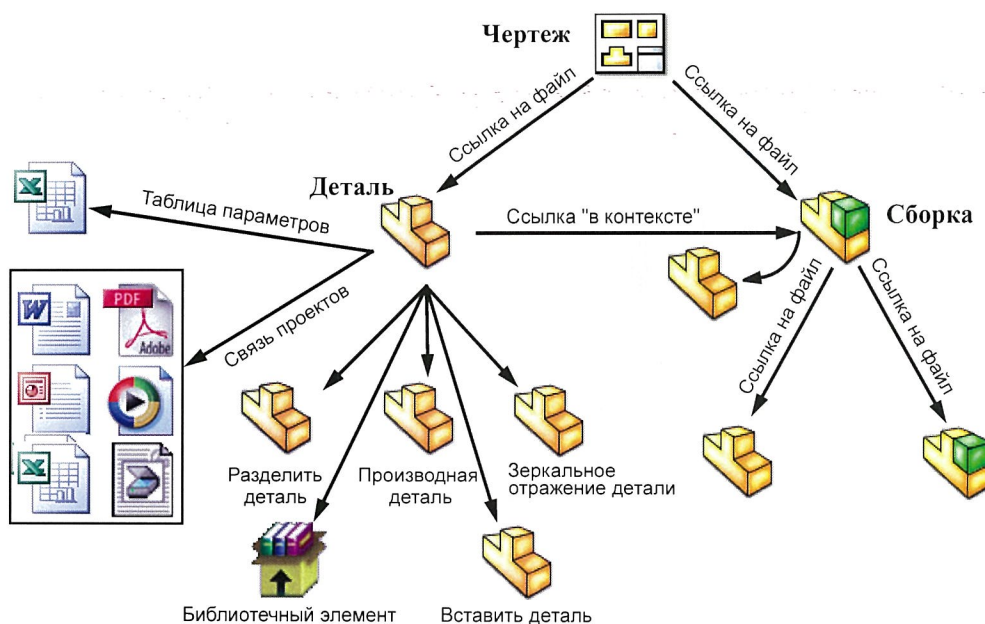 Чертеж
Ссылка на файл
Ссылка на файл
Деталь
Ссылка "в контексте"
Сборка
Таблица параметров
Связь проектов
Ссылка на файл
Ссылка на файл
W
PDF
Adobe
X
X
Разделить
деталь
Производная
деталь
Зеркальное
отражение детали
Библиотечный элемент
Вставить деталь